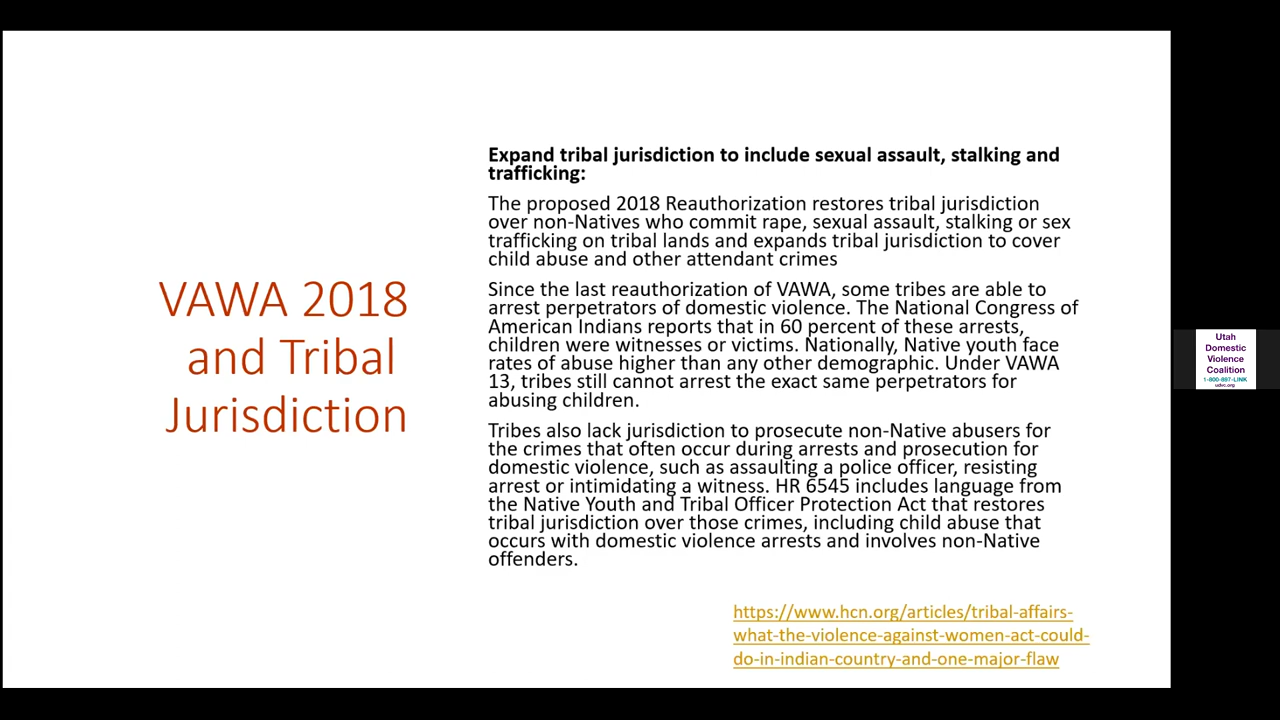 VAWA 2018
and Tribal
Jurisdiction
Expand tribal jurisdiction to include sexual assault, stalking and
trafficking:
The proposed 2018 Reauthorization restores tribal jurisdiction
over non-Natives who commit rape, sexual assault, stalking or sex
trafficking on tribal lands and expands tribal jurisdiction to cover
child abuse and other attendant crimes
Since the last reauthorization of VAWA, some tribes are able to
arrest perpetrators of domestic violence. The National Congress of
American Indians reports that in 60 percent of these arrests,
children were witnesses or victims. Nationally, Native youth face
rates of abuse higher than any other demographic. Under VAWA
13, tribes still cannot arrest the exact same perpetrators for
abusing children.
Tribes also lack jurisdiction to prosecute non-Native abusers for
the crimes that often occur during arrests and prosecution for
domestic violence, such as assaulting a police officer, resisting
arrest or intimidating a witness. HR 6545 includes language from
the Native Youth and Tribal Officer Protection Act that restores
tribal jurisdiction over those crimes, including child abuse that
occurs with domestic violence arrests and involves non-Native
offenders.
https://www.hcn.org/articles/tribal-affairs-
what-the-violence-against-women-act-could-
do-in-indian-country-and-one-major-flaw
Utah
Domestic
Violence
Coalition
1-800-897-LINK
udvc.org